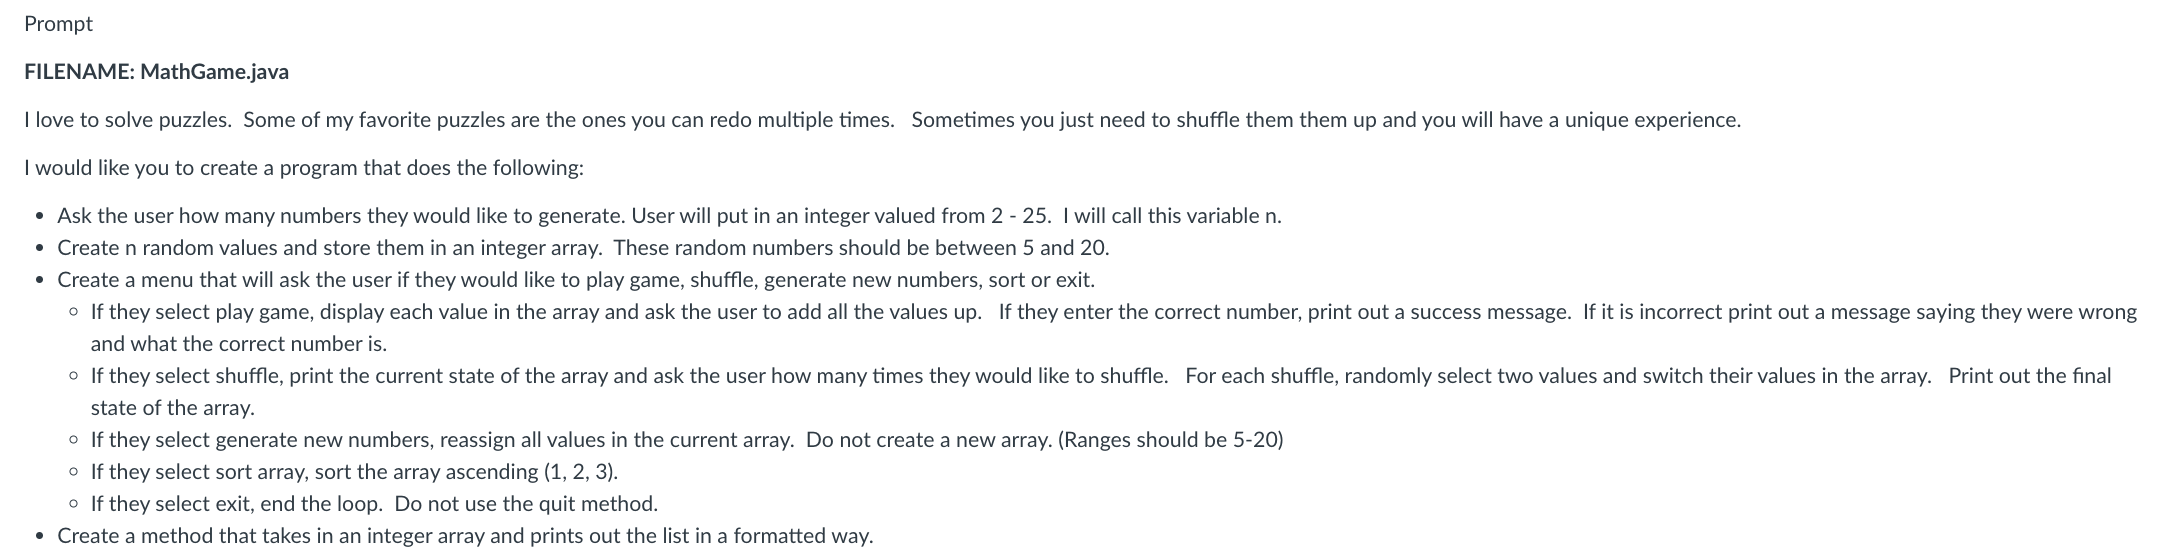 Prompt
FILENAME: MathGame.java
I love to solve puzzles.  Some of my favorite puzzles are the ones you can redo multiple times.   Sometimes you just need to shuffle them them up and you will have a unique experience.
I would like you to create a program that does the following:
• Ask the user how many numbers they would like to generate. User will put in an integer valued from 2 - 25.  I will call this variable n.
• Create n random values and store them in an integer array.  These random numbers should be between 5 and 20.
• Create a menu that will ask the user if they would like to play game, shuffle, generate new numbers, sort or exit.
◦ If they select play game, display each value in the array and ask the user to add all the values up.   If they enter the correct number, print out a success message.  If it is incorrect print out a message saying they were wrong
and what the correct number is.
◦ If they select shuffle, print the current state of the array and ask the user how many times they would like to shuffle.   For each shuffle, randomly select two values and switch their values in the array.   Print out the final
state of the array.
◦ If they select generate new numbers, reassign all values in the current array.  Do not create a new array. (Ranges should be 5-20)
◦ If they select sort array, sort the array ascending (1, 2, 3).
◦ If they select exit, end the loop.  Do not use the quit method.
• Create a method that takes in an integer array and prints out the list in a formatted way.